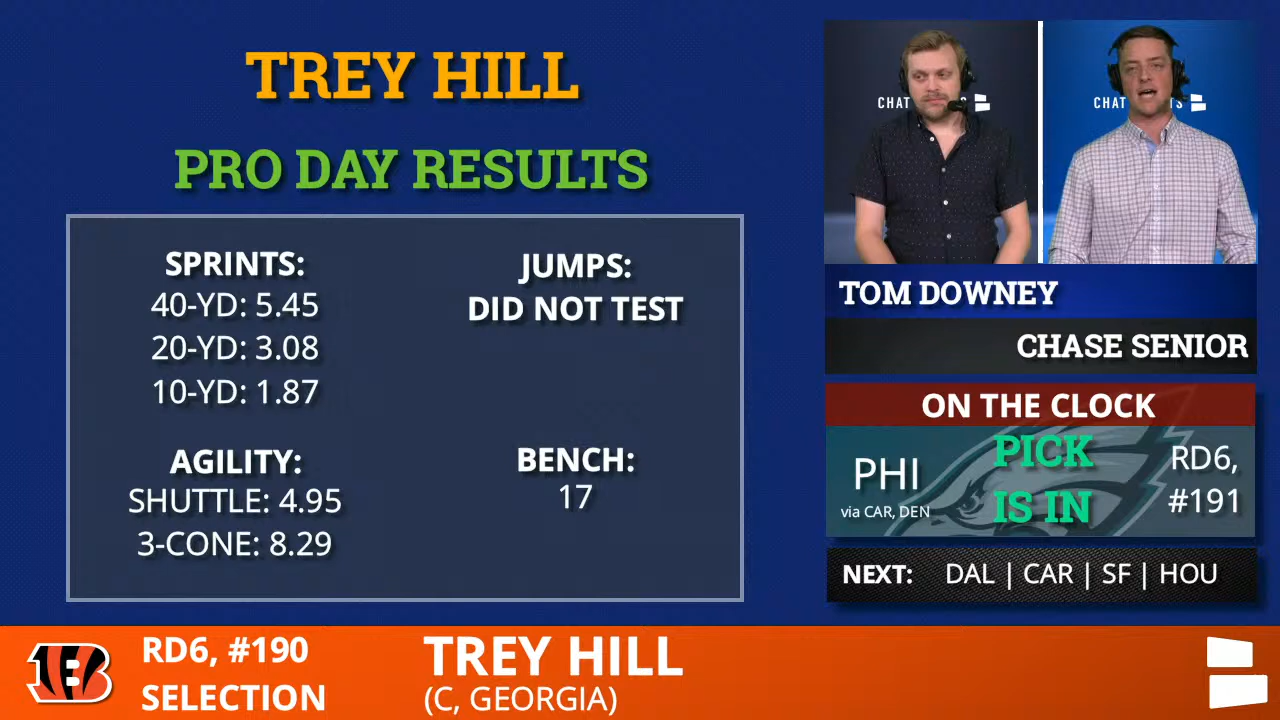 TREY HILL
PRO DAY RESULTS
SPRINTS:
40-YD: 5.45
20-YD: 3.08
10-YD: 1.87
JUMPS:
DID NOT TEST
AGILITY:
SHUTTLE: 4.95
3-CONE: 8.29
BENCH:
17
CHAT
CHAT
TOM DOWNEY
CHASE SENIOR
ON THE CLOCK
PHI
via CAR, DEN
PICK
IS IN
RD6,
#191
NEXT: DAL | CAR | SF | HOU
B
RD6, #190
SELECTION
TREY HILL
(C, GEORGIA)